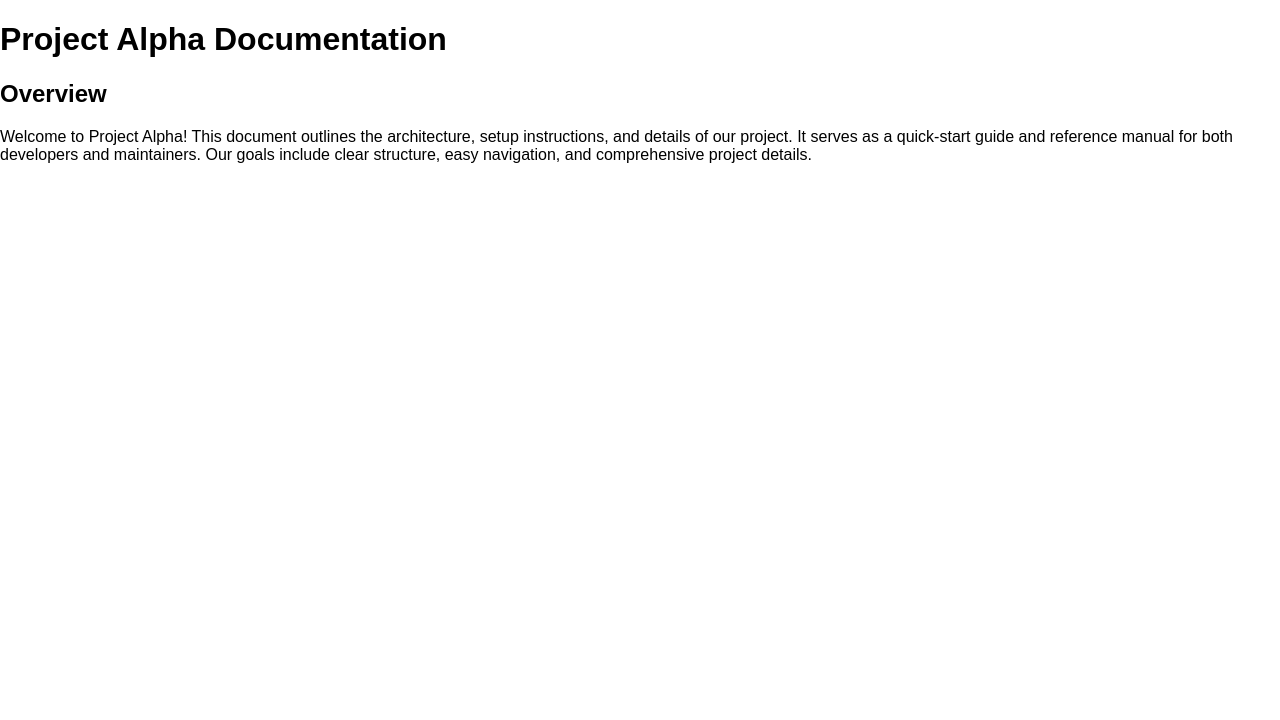 Project Alpha Documentation
Overview
Welcome to Project Alpha! This document outlines the architecture, setup instructions, and details of our project. It serves as a quick-start guide and reference manual for both
developers and maintainers. Our goals include clear structure, easy navigation, and comprehensive project details.